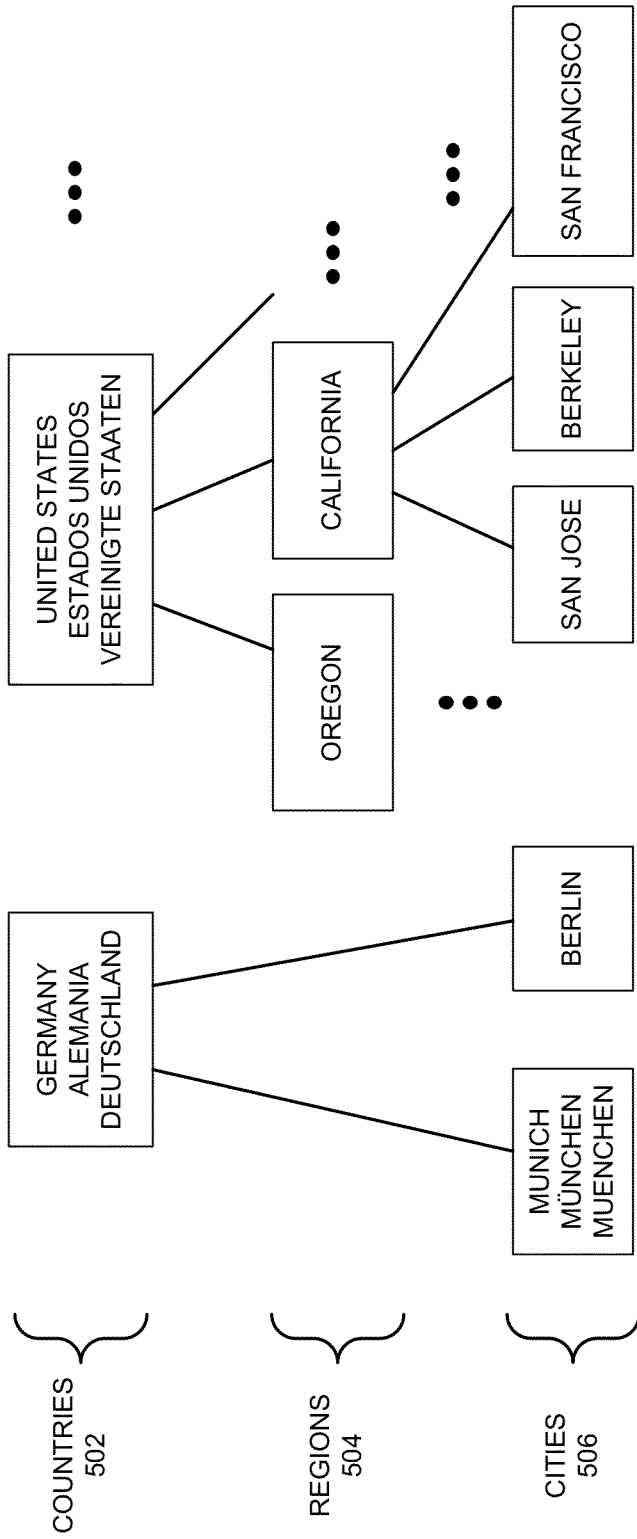 COUNTRIES
502
GERMANY
ALEMANIA
DEUTSCHLAND
UNITED STATES
ESTADOS UNIDOS
VEREINIGTE STAATEN
REGIONS
504
OREGON
CALIFORNIA
CITIES
506
MUNICH
MÜNCHEN
MUENCHEN
BERLIN
SAN JOSE
BERKELEY
SAN FRANCISCO